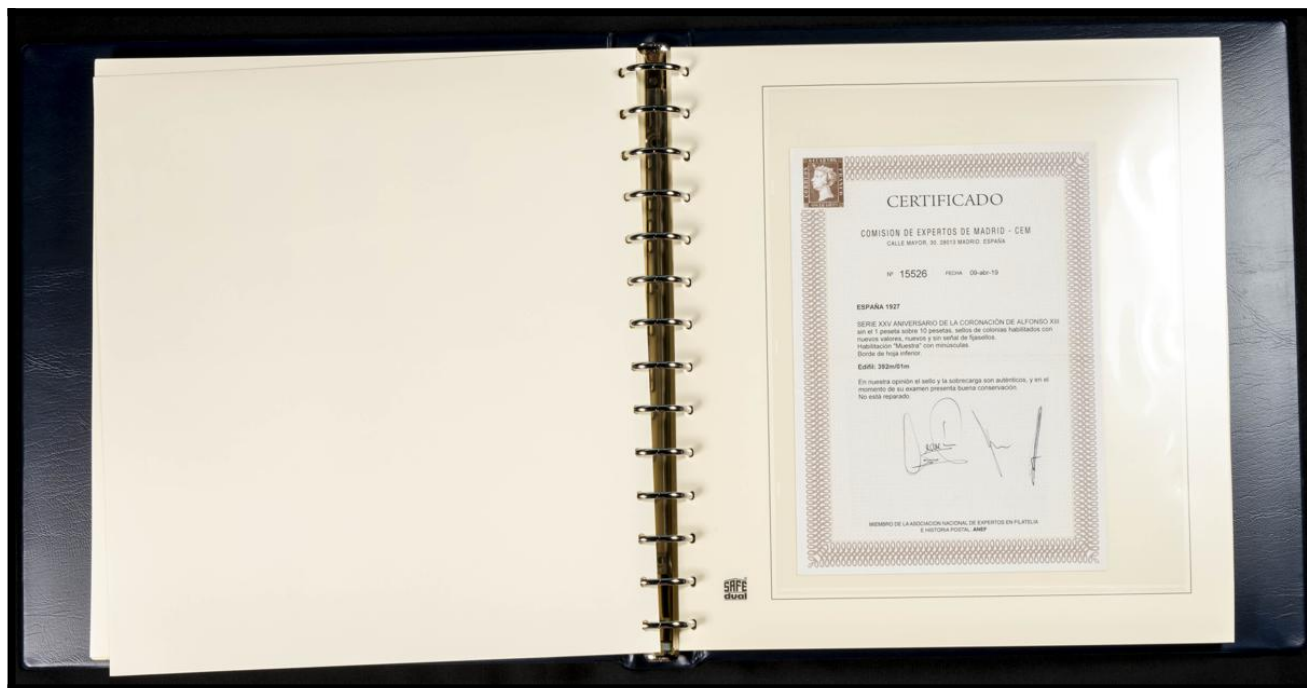 CERTIFICADO
COMISION DE EXPERTOS DE MADRID - CEM
CALLE MAYOR, 30. 28013 MADRID. ESPAÑA
Nº 15526 FECHA 09-abr-19
ESPAÑA 1927
SERIE XXV ANIVERSARIO DE LA CORONACIÓN DE ALFONSO XIII
sin el 1 peseta sobre 10 pesetas, sellos de colonias habilitados con
nuevos valores, nuevos y sin señal de fijasellos.
Habilitación "Muestra" con minúsculas.
Borde de hoja inferior.
Edifil: 392m/01m
En nuestra opinión el sello y la sobrecarga son auténticos, y en el
momento de su examen presenta buena conservación.
No está reparado
MIEMBRO DE LA ASOCIACIÓN NACIONAL DE EXPERTOS EN FILATELIA
E HISTORIA POSTAL. ANEF
SAFE
dual